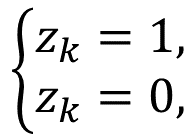 z_k = 1,
z_k = 0,